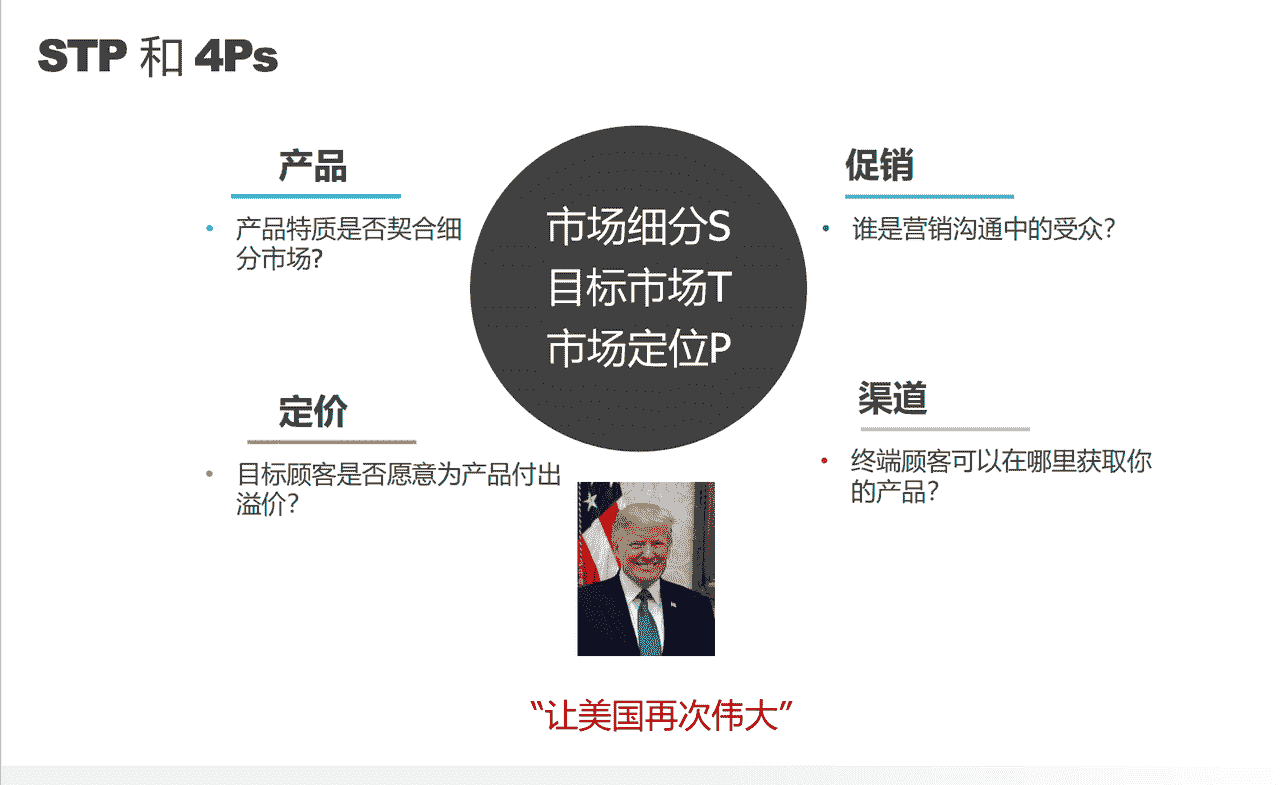 STP 和 4Ps
产品
产品特质是否契合细
分市场?
定价
目标顾客是否愿意为产品付出
溢价?
市场细分S
目标市场T
市场定位P
促销
谁是营销沟通中的受众?
渠道
终端顾客可以在哪里获取你
的产品?
“让美国再次伟大”